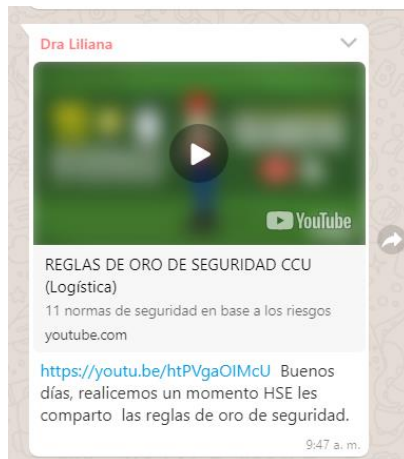 Dra Liliana
YouTube
REGLAS DE ORO DE SEGURIDAD CCU
(Logística)
11 normas de seguridad en base a los riesgos
youtube.com
https://youtu.be/htPVgaOIMcU Buenos
días, realicemos un momento HSE les
comparto las reglas de oro de seguridad.
9:47 a. m.